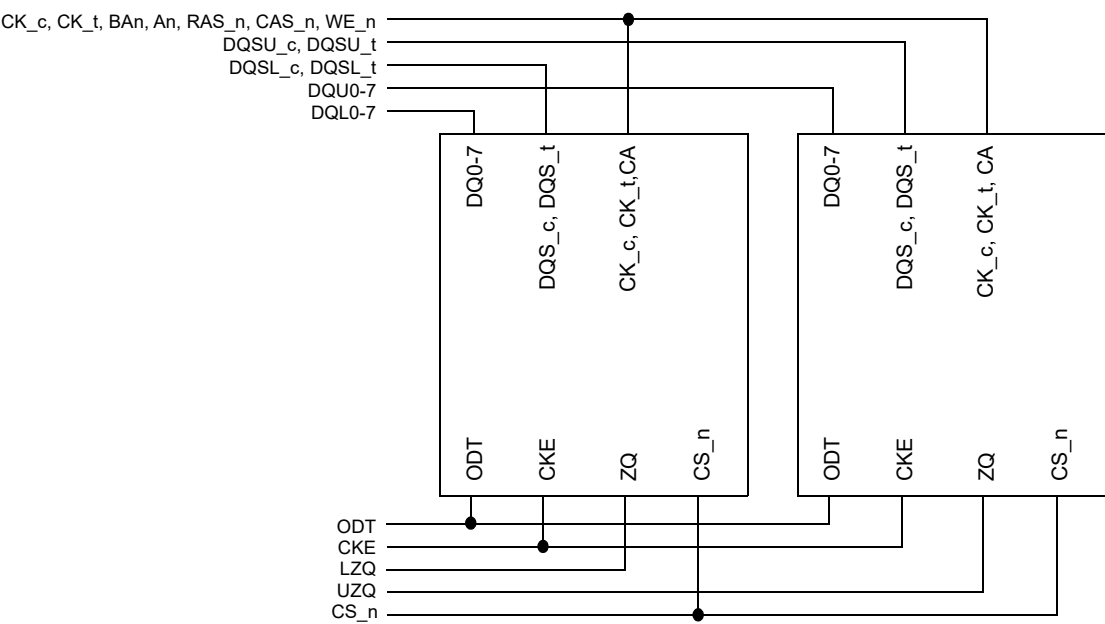 CK_c, CK_t, BAn, An, RAS_n, CAS_n, WE_n
DQSU_c, DQSU_t
DQSL_c, DQSL_t
DQU0-7
DQL0-7
DQ0-7
DQS_c, DQS_t
CK_c, CK_t,CA
DQ0-7
DQS_c, DQS_t
CK_c, CK_t, CA
ODT
CKE
ZQ
CS_n
ODT
CKE
ZQ
CS_n
ODT
CKE
LZQ
UZQ
CS_n